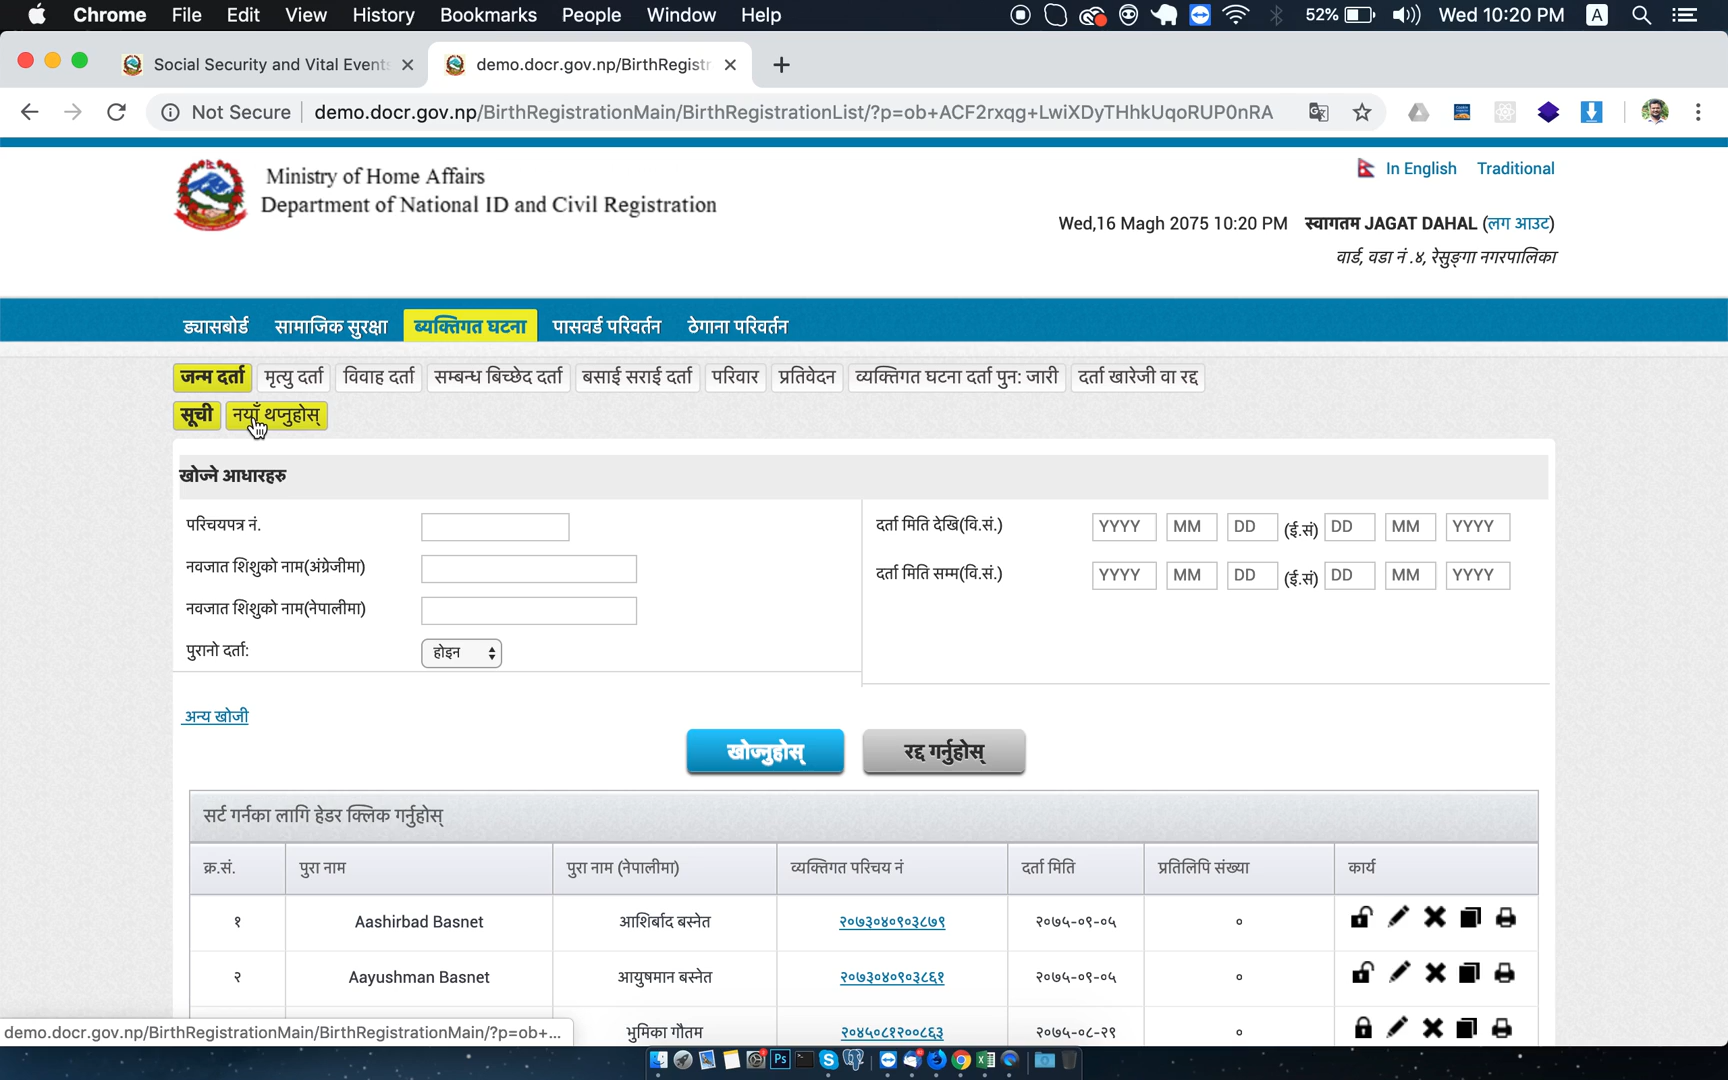 Chrome File Edit View History Bookmarks People Window Help 52% Wed 10:20 PM A
Social Security and Vital Events demo.docr.gov.np/BirthRegistr
Not Secure demo.docr.gov.np/BirthRegistrationMain/BirthRegistrationList/?p=ob+ACF2rxqg+LwiXDyTHhkUqoRUP0nRA
Ministry of Home Affairs
Department of National ID and Civil Registration
In English Traditional
Wed,16 Magh 2075 10:20 PM स्वागतम JAGAT DAHAL (लग आउट)
वार्ड, वडा नं .४, रेसुङ्गा नगरपालिका
ड्यासबोर्ड सामाजिक सुरक्षा ब्यक्तिगत घटना पासवर्ड परिवर्तन ठेगाना परिवर्तन
जन्म दर्ता मृत्यु दर्ता विवाह दर्ता सम्बन्ध बिच्छेद दर्ता बसाई सराई दर्ता परिवार प्रतिवेदन व्यक्तिगत घटना दर्ता पुन: जारी दर्ता खारेजी वा रद्द
सूची नयाँ थप्नुहोस्
खोज्ने आधारहरु
परिचयपत्र नं.
नवजात शिशुको नाम(अंग्रेजीमा)
नवजात शिशुको नाम(नेपालीमा)
पुरानो दर्ता: होइन
दर्ता मिति देखि(वि.सं.) YYYY MM DD (ई.सं) DD MM YYYY
दर्ता मिति सम्म(वि.सं.) YYYY MM DD (ई.सं) DD MM YYYY
अन्य खोजी
खोज्नुहोस् रद्द गर्नुहोस्
सर्ट गर्नका लागि हेडर क्लिक गर्नुहोस्
क्र.सं. पुरा नाम पुरा नाम (नेपालीमा) व्यक्तिगत परिचय नं दर्ता मिति प्रतिलिपि संख्या कार्य
१ Aashirbad Basnet आशिर्बाद बस्नेत २०७३०४०९०३८७९ २०७५-०९-०५ ०
२ Aayushman Basnet आयुषमान बस्नेत २०७३०४०९०३८६१ २०७५-०९-०५ ०
भुमिका गौतम २०४५०८१२००८६३ २०७५-०८-२९ ०
demo.docr.gov.np/BirthRegistrationMain/BirthRegistrationMain/?p=ob+...
Ps